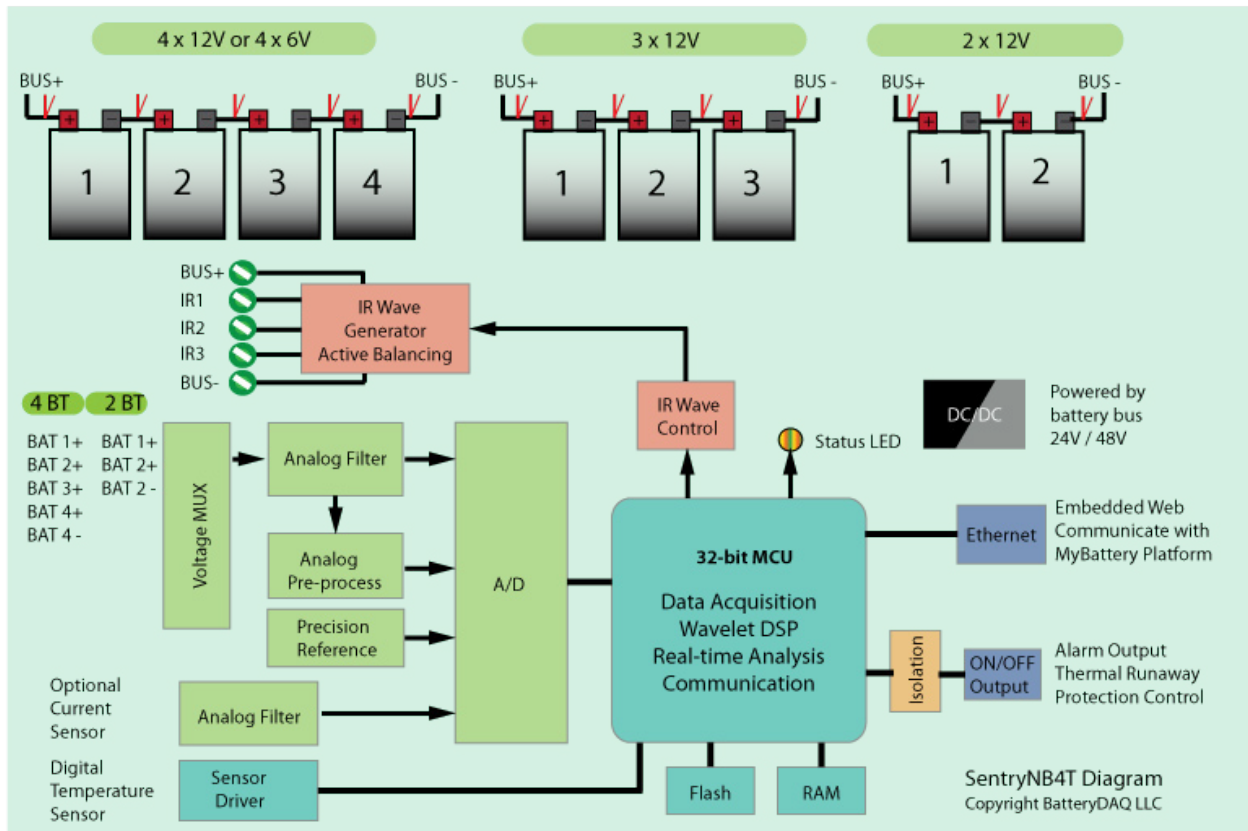 4 x 12V or 4 x 6V
3 x 12V
2 x 12V
BUS+
BUS -
BUS+
BUS -
BUS+
BUS -
+ − + − + − + −
+ − + − + −
+ − + −
1
2
3
4
1
2
3
1
2
BUS+
IR1
IR2
IR3
BUS-
IR Wave
Generator
Active Balancing
4 BT
2 BT
BAT 1+
BAT 2+
BAT 3+
BAT 4+
BAT 4 -
BAT 1+
BAT 2+
BAT 2 -
Voltage MUX
Analog Filter
Analog
Pre-process
Precision
Reference
A/D
IR Wave
Control
Status LED
DC/DC
Powered by
battery bus
24V / 48V
32-bit MCU
Data Acquisition
Wavelet DSP
Real-time Analysis
Communication
Ethernet
Embedded Web
Communicate with
MyBattery Platform
Isolation
ON/OFF
Output
Alarm Output
Thermal Runaway
Protection Control
Optional
Current
Sensor
Analog Filter
Digital
Temperature
Sensor
Sensor
Driver
Flash
RAM
SentryNB4T Diagram
Copyright BatteryDAQ LLC